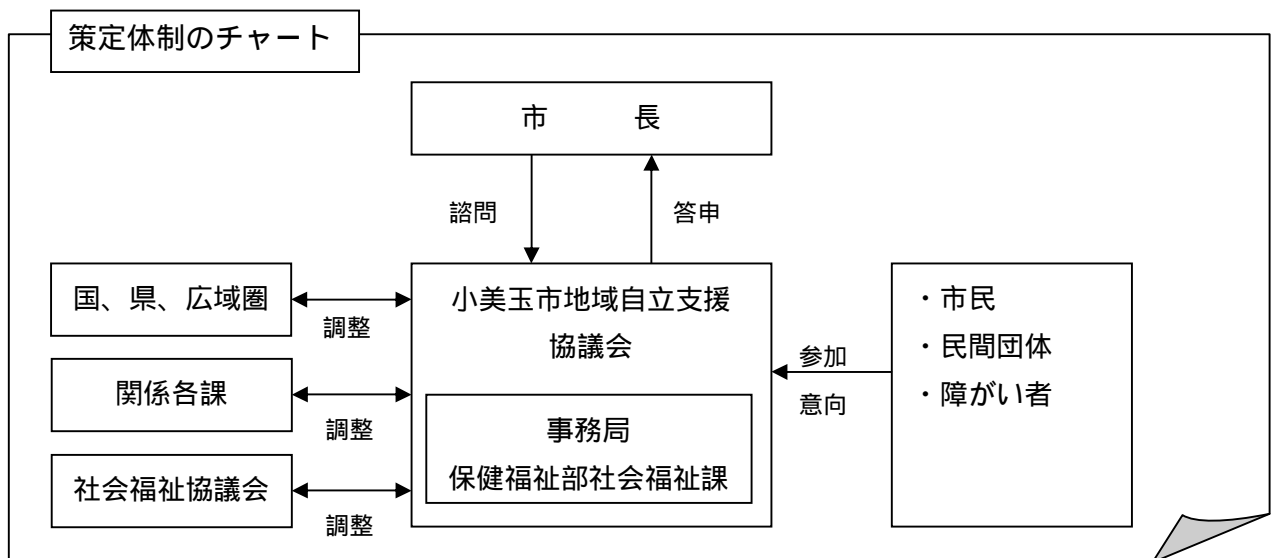 策定体制のチャート
市　　　長
諮問
答申
国、県、広域圏
調整
関係各課
調整
社会福祉協議会
調整
小美玉市地域自立支援
協議会
事務局
保健福祉部社会福祉課
参加
意向
・市民
・民間団体
・障がい者